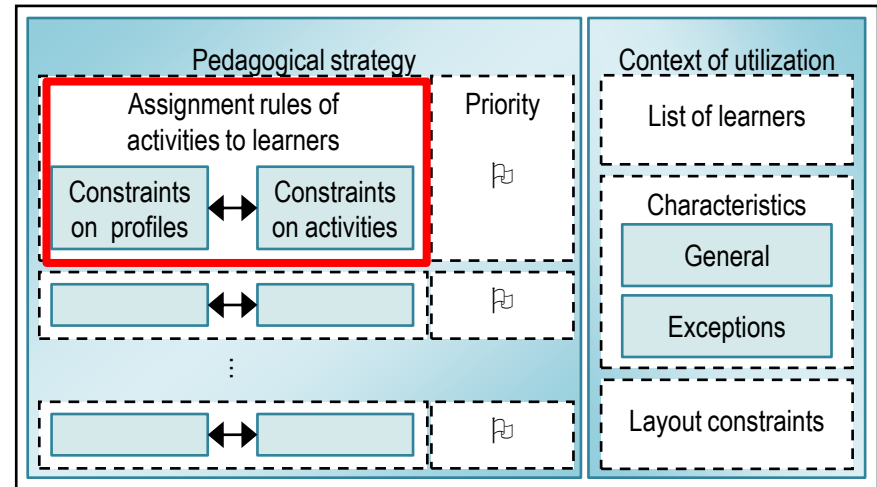 Pedagogical strategy
Assignment rules of
activities to learners
Priority
Constraints
on profiles
Constraints
on activities
...
Context of utilization
List of learners
Characteristics
General
Exceptions
Layout constraints